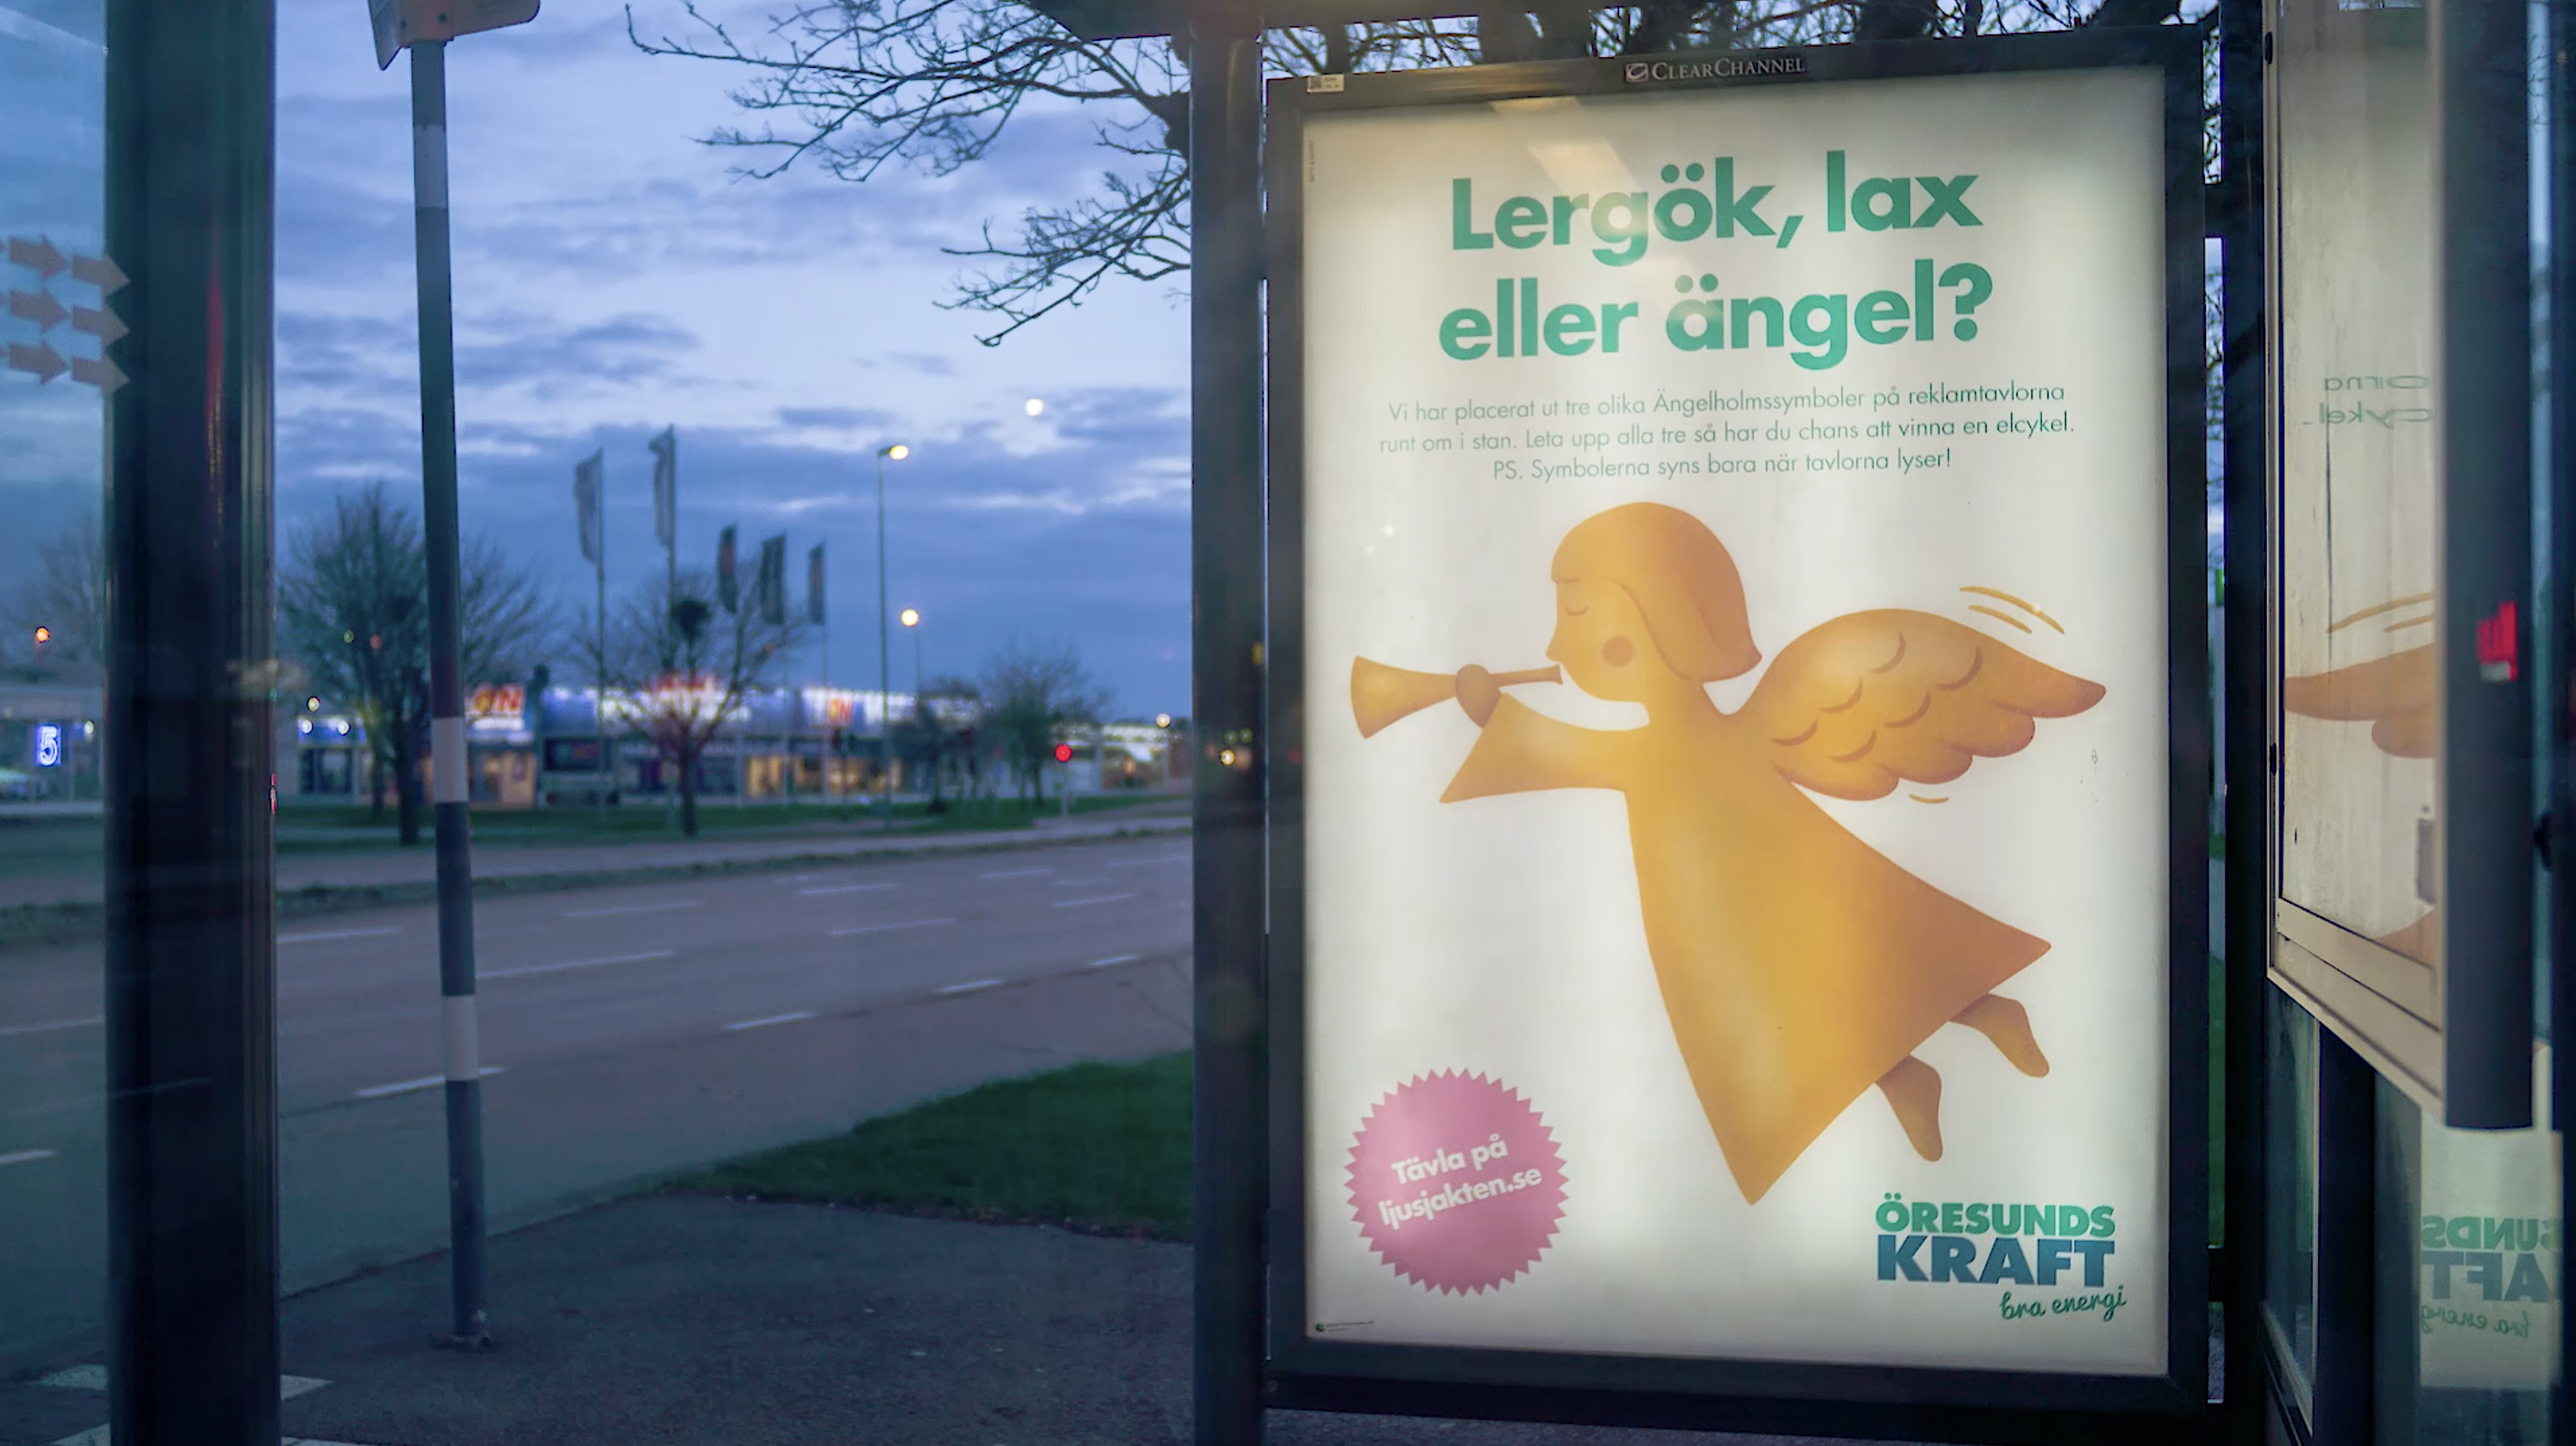 CLEARCHANNEL
Lergök, lax
eller ängel?
Vi har placerat ut tre olika Ängelholmssymboler på reklamtavlorna
runt om i stan. Leta upp alla tre så har du chans att vinna en elcykel.
PS. Symbolerna syns bara när tavlorna lyser!
Tävla på
ljusjakten.se
ÖRESUNDS
KRAFT
bra energi
5